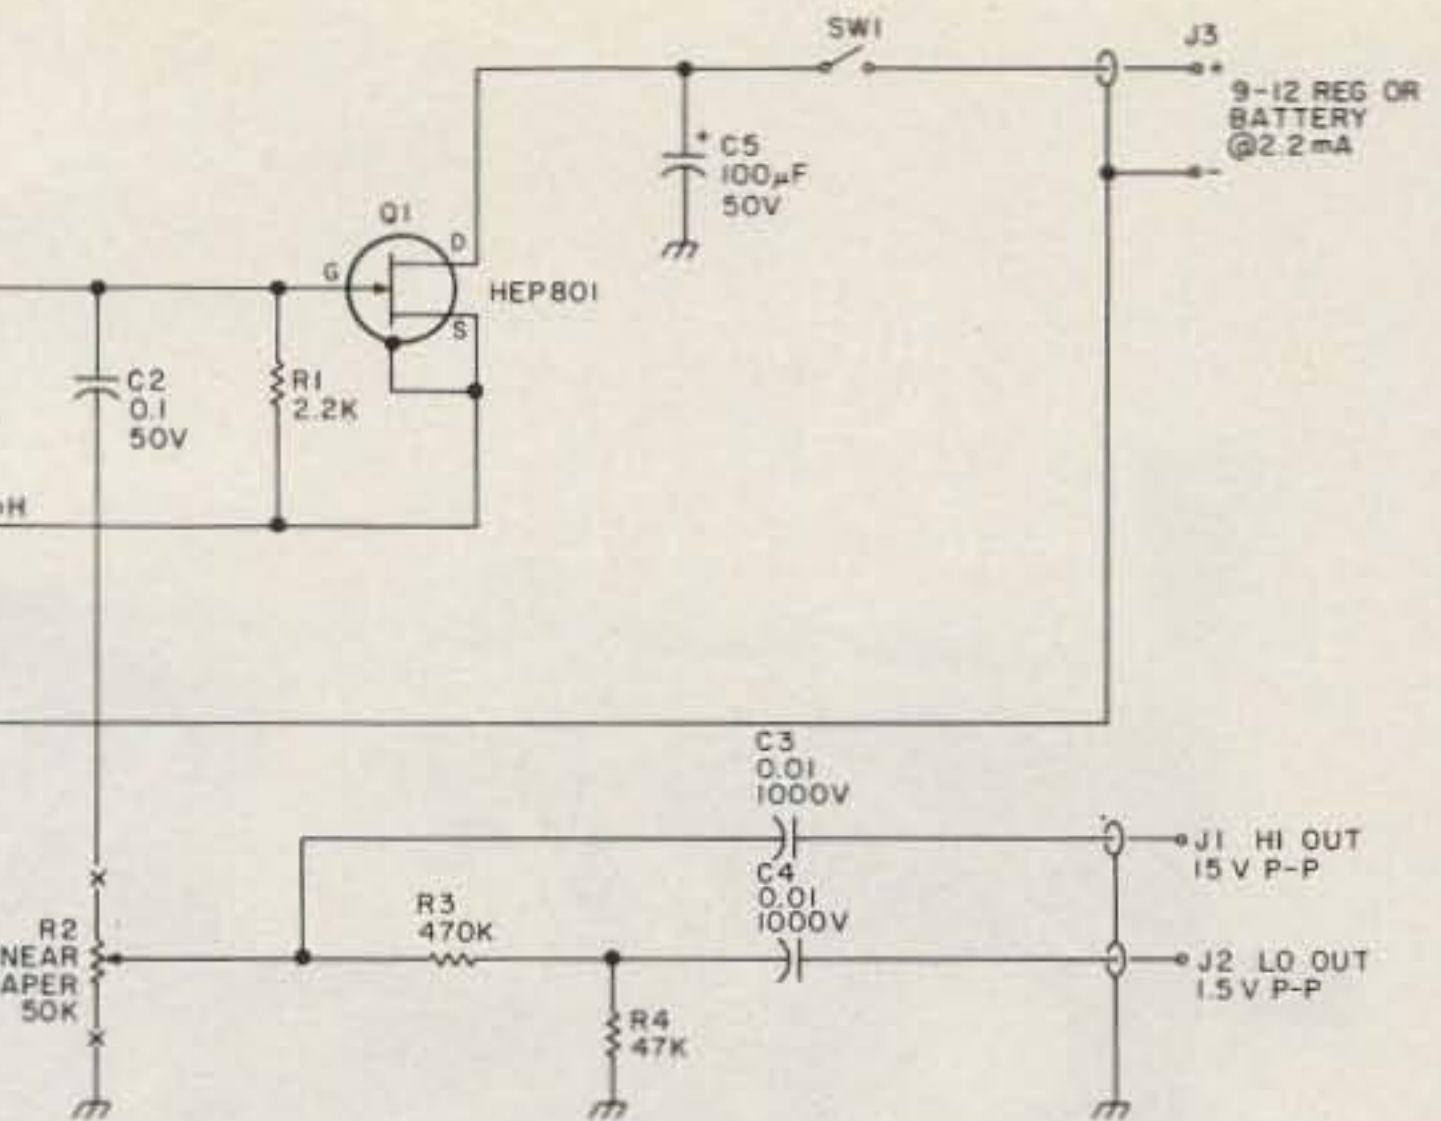 SW1
J3
+
9-12 REG OR
BATTERY
@2.2mA
-
+
C5
100µF
50V
Q1
D
G
S
HEP801
C2
0.1
50V
R1
2.2K
H
C3
0.01
1000V
J1 HI OUT
15V P-P
C4
0.01
1000V
R3
470K
R2
NEAR
APER
50K
J2 LO OUT
1.5V P-P
R4
47K